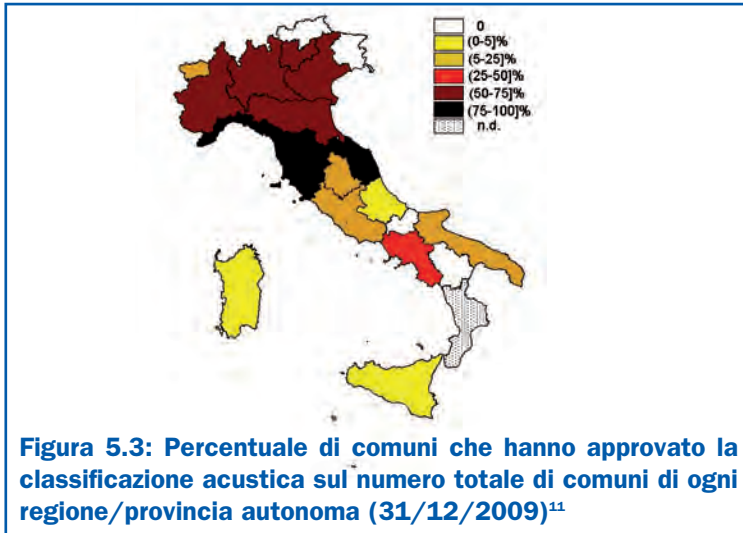 0
(0-5]%
(5-25]%
(25-50]%
(50-75]%
(75-100]%
n.d.
Figura 5.3: Percentuale di comuni che hanno approvato la
classificazione acustica sul numero totale di comuni di ogni
regione/provincia autonoma (31/12/2009)¹¹